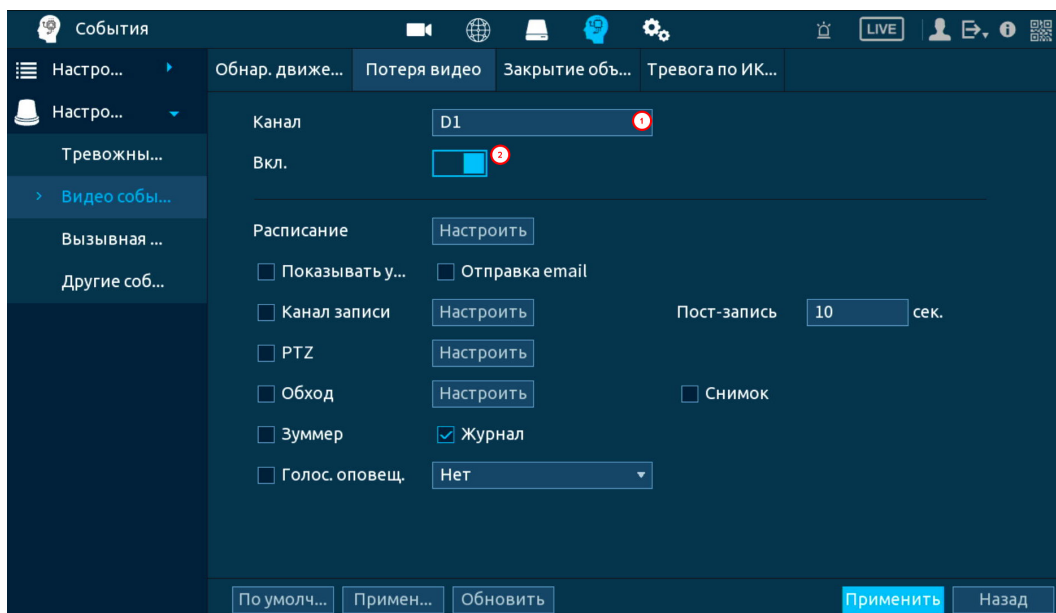 События LIVE
Настро... Обнар. движе... Потеря видео Закрытие объ... Тревога по ИК...
Настро...
Тревожны...
Видео собы...
Вызывная ...
Другие соб...
Канал D1 1
Вкл. 2
Расписание Настроить
Показывать у... Отправка email
Канал записи Настроить Пост-запись 10 сек.
PTZ Настроить
Обход Настроить Снимок
Зуммер Журнал
Голос. оповещ. Нет
По умолч... Примен... Обновить Применить Назад